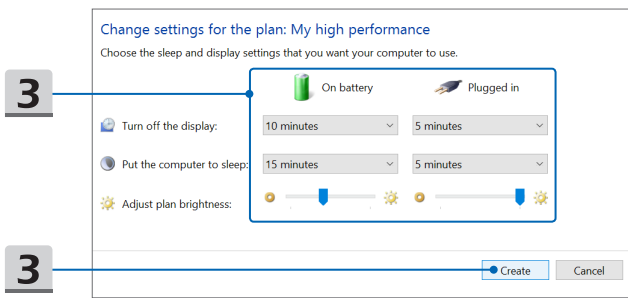 Change settings for the plan: My high performance
Choose the sleep and display settings that you want your computer to use.
3
On battery Plugged in
Turn off the display: 10 minutes 5 minutes
Put the computer to sleep: 15 minutes 5 minutes
Adjust plan brightness:
3
Create Cancel